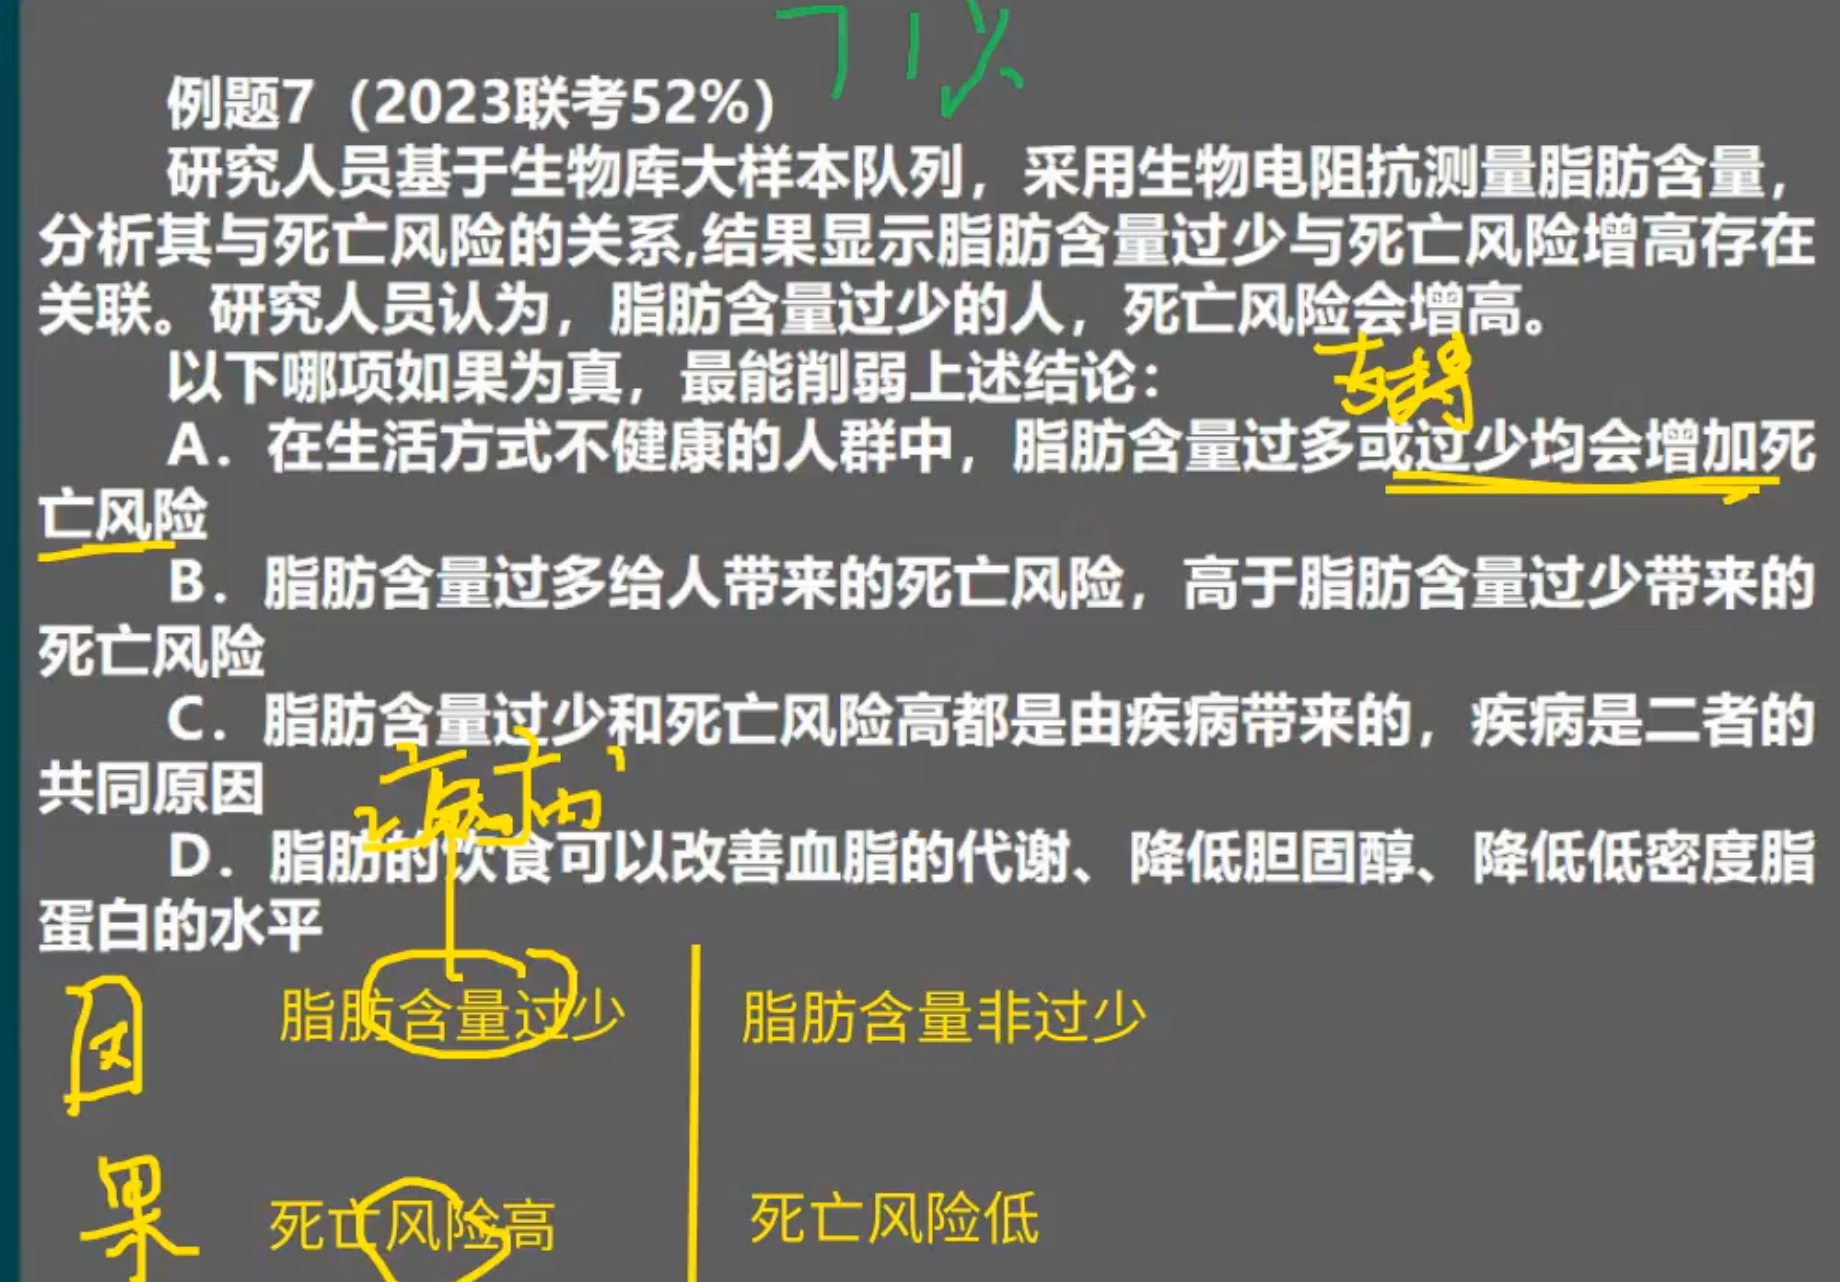 例题7（2023联考52%）
研究人员基于生物库大样本队列，采用生物电阻抗测量脂肪含量，
分析其与死亡风险的关系,结果显示脂肪含量过少与死亡风险增高存在
关联。研究人员认为，脂肪含量过少的人，死亡风险会增高。
以下哪项如果为真，最能削弱上述结论：
A．在生活方式不健康的人群中，脂肪含量过多或过少均会增加死
亡风险
B．脂肪含量过多给人带来的死亡风险，高于脂肪含量过少带来的
死亡风险
C．脂肪含量过少和死亡风险高都是由疾病带来的，疾病是二者的
共同原因
疾病
D．脂肪的饮食可以改善血脂的代谢、降低胆固醇、降低低密度脂
蛋白的水平
因
脂肪含量过少
脂肪含量非过少
果
死亡风险高
死亡风险低